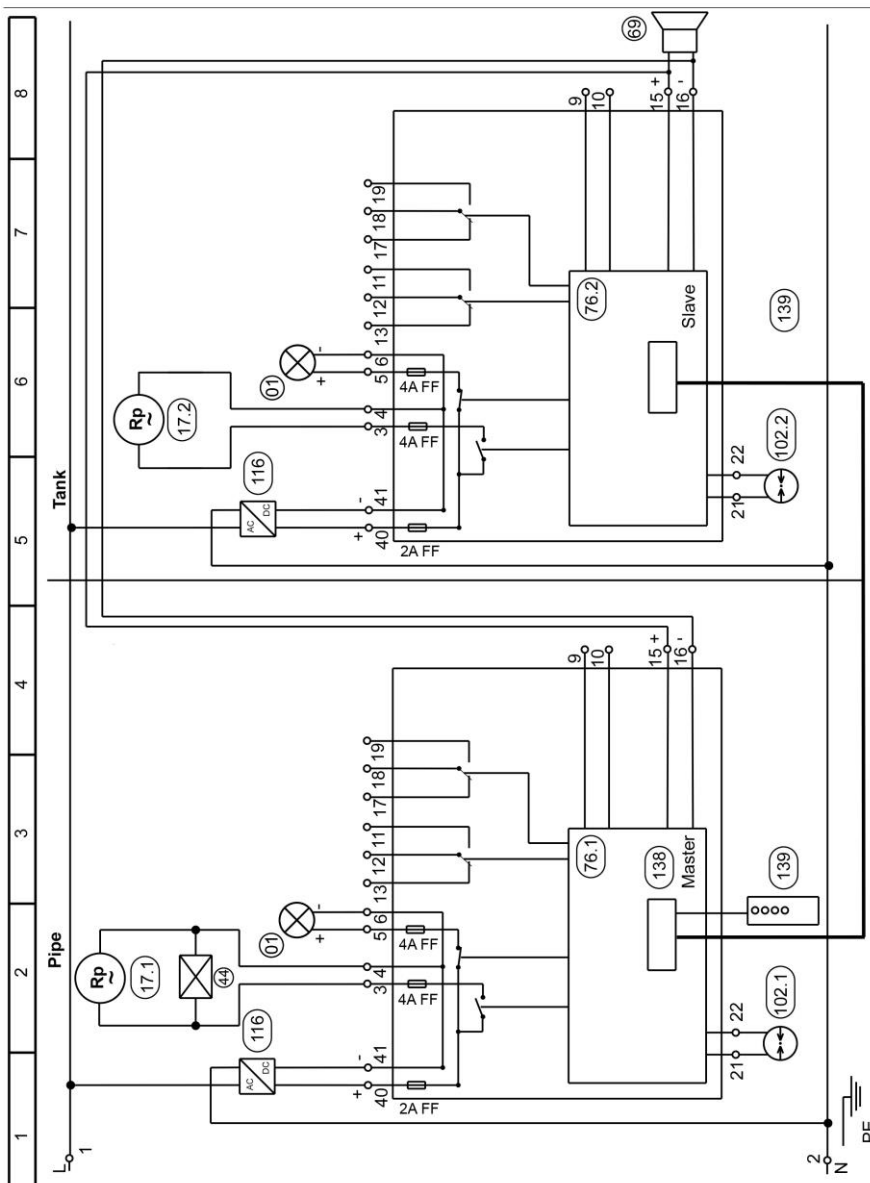 1 2 3 4 5 6 7 8
Pipe
Tank
L
1
Rp
~
17.1
44
116
AC
DC
01
+ -
+ -
40 41 3 4 5 6 13 12 11 17 18 19
2A FF
4A FF
4A FF
76.1
138
Master
139
9
10
15 +
16 -
21 22
102.1
Rp
~
17.2
116
AC
DC
01
+ -
+ -
40 41 3 4 5 6 13 12 11 17 18 19
2A FF
4A FF
4A FF
76.2
Slave
139
9
10
15 +
16 -
69
21 22
102.2
2
N
PE